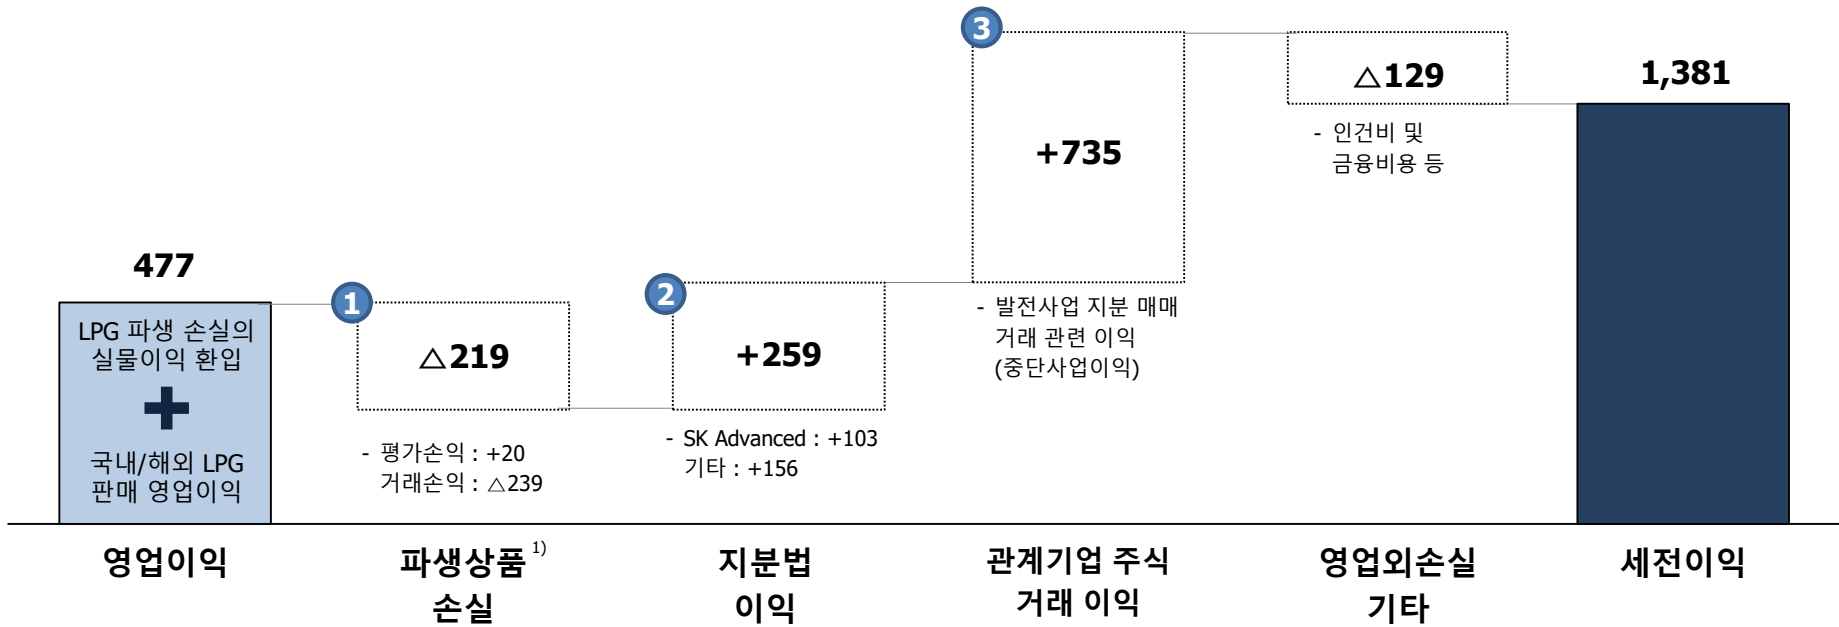 477
LPG 파생 손실의
실물이익 환입
+
국내/해외 LPG
판매 영업이익
영업이익
1
△219
- 평가손익 : +20
거래손익 : △239
파생상품 1)
손실
2
+259
- SK Advanced : +103
기타 : +156
지분법
이익
3
+735
- 발전사업 지분 매매
거래 관련 이익
(중단사업이익)
관계기업 주식
거래 이익
△129
- 인건비 및
금융비용 등
영업외손실
기타
1,381
세전이익